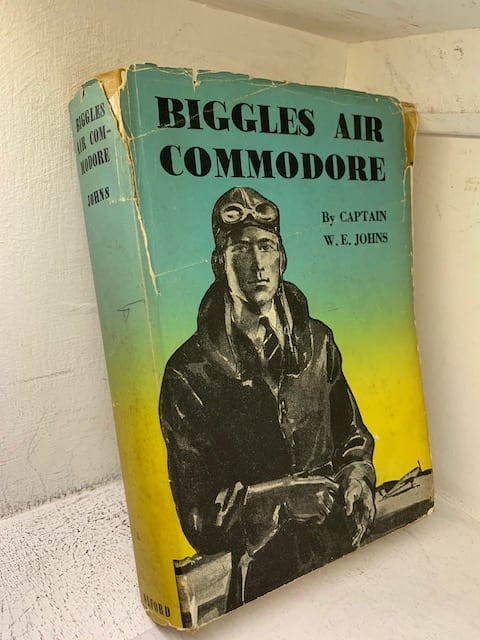 BIGGLES
AIR COM-
MODORE
JOHNS
OXFORD
BIGGLES AIR
COMMODORE
By CAPTAIN
W. E. JOHNS